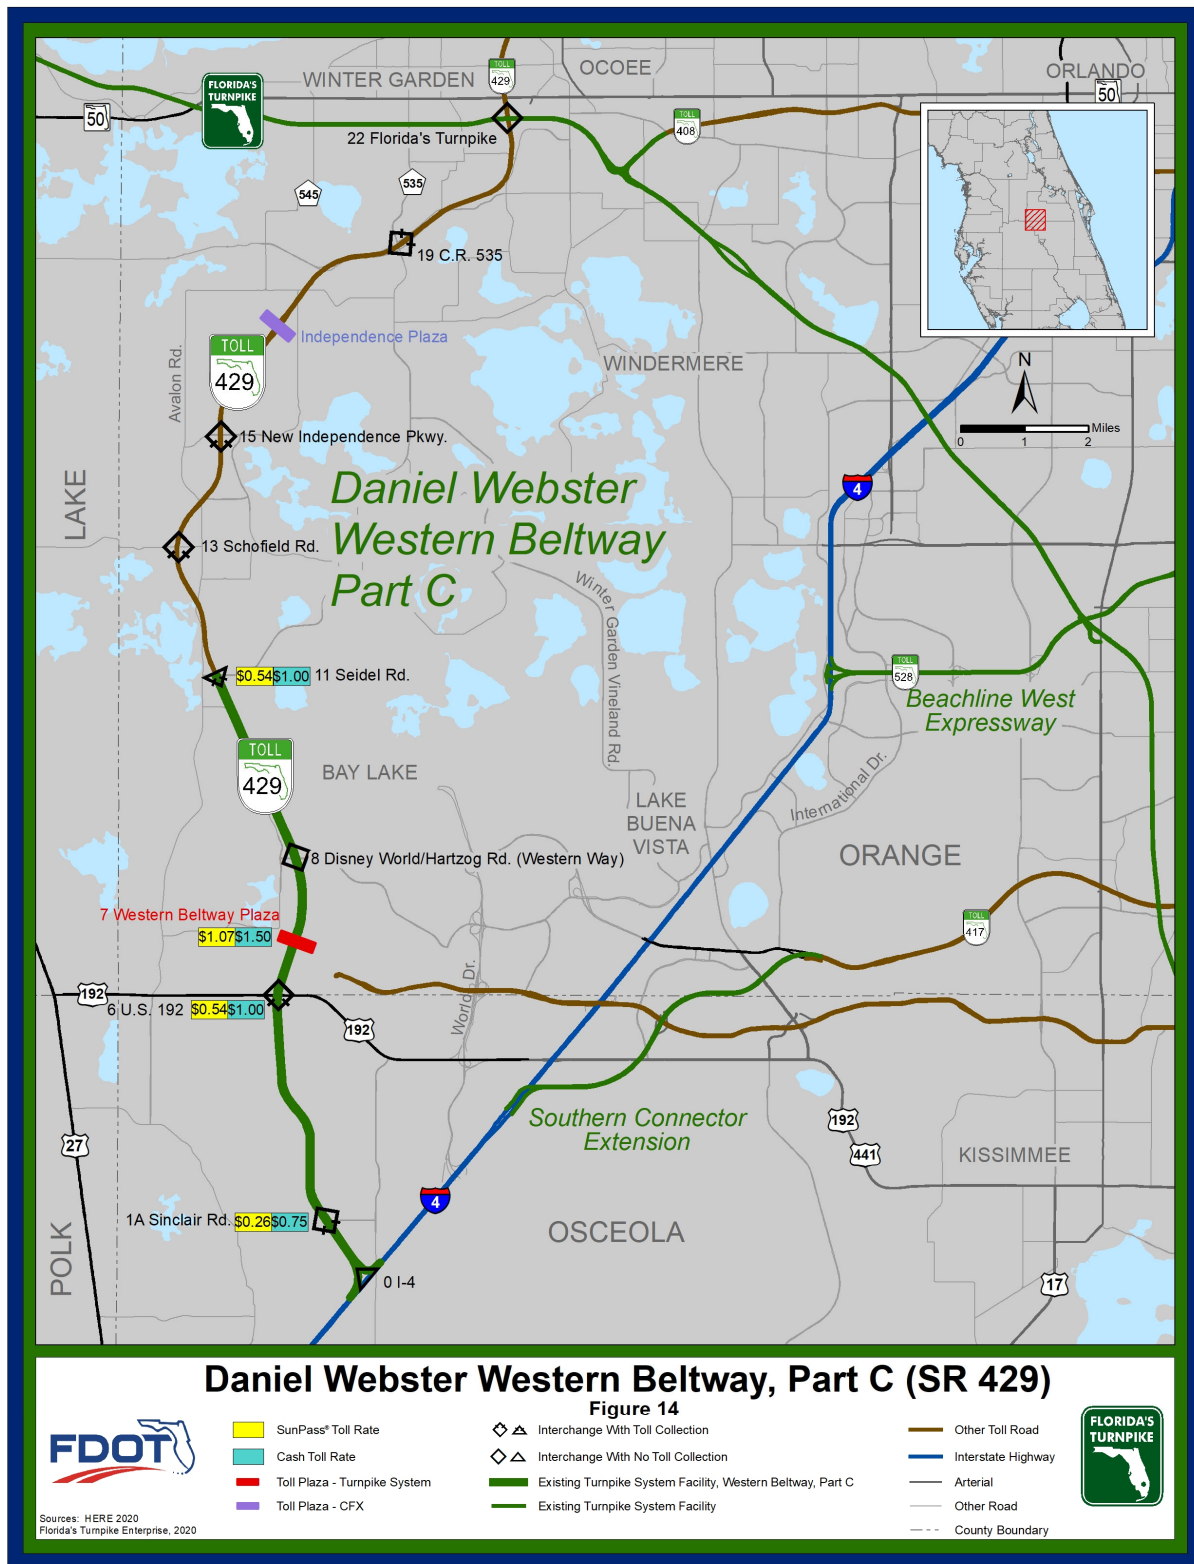 WINTER GARDEN
OCOEE
ORLANDO
TOLL
429
FLORIDA'S
TURNPIKE
50
50
TOLL
408
22 Florida's Turnpike
545
535
19 C.R. 535
Independence Plaza
TOLL
429
Avalon Rd.
WINDERMERE
N
Miles
0 1 2
15 New Independence Pkwy.
LAKE
Daniel Webster
Western Beltway
Part C
4
13 Schofield Rd.
Winter Garden Vineland Rd.
$0.54 $1.00 11 Seidel Rd.
TOLL
528
Beachline West
Expressway
TOLL
429
BAY LAKE
International Dr.
LAKE
BUENA
VISTA
ORANGE
8 Disney World/Hartzog Rd. (Western Way)
7 Western Beltway Plaza
$1.07 $1.50
TOLL
417
World Dr.
192
6 U.S. 192 $0.54 $1.00
192
Southern Connector
Extension
192
27
441
KISSIMMEE
4
1A Sinclair Rd. $0.26 $0.75
OSCEOLA
POLK
0 I-4
17
Daniel Webster Western Beltway, Part C (SR 429)
Figure 14
FDOT
SunPass® Toll Rate
Cash Toll Rate
Toll Plaza - Turnpike System
Toll Plaza - CFX
Interchange With Toll Collection
Interchange With No Toll Collection
Existing Turnpike System Facility, Western Beltway, Part C
Existing Turnpike System Facility
Other Toll Road
Interstate Highway
Arterial
Other Road
County Boundary
FLORIDA'S
TURNPIKE
Sources: HERE 2020
Florida's Turnpike Enterprise, 2020